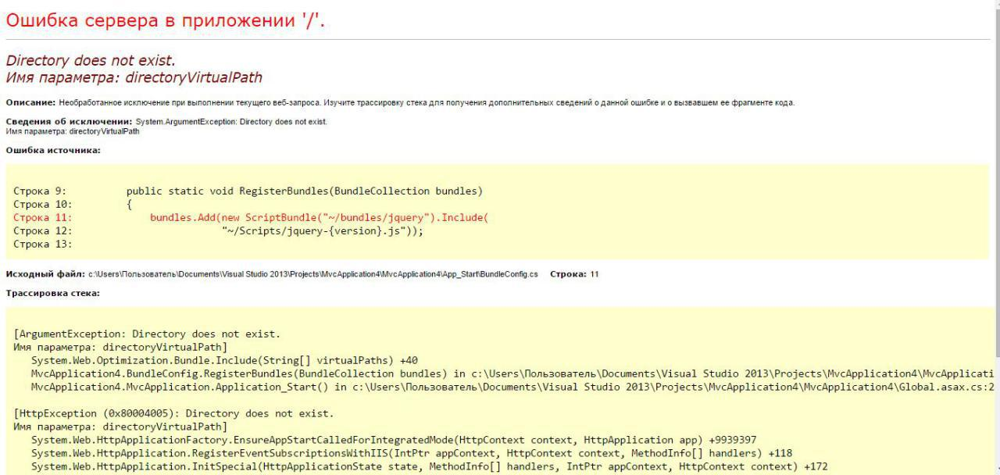 Ошибка сервера в приложении '/'.
Directory does not exist.
Имя параметра: directoryVirtualPath
Описание: Необработанное исключение при выполнении текущего веб-запроса. Изучите трассировку стека для получения дополнительных сведений о данной ошибке и о вызвавшем ее фрагменте кода.
Сведения об исключении: System.ArgumentException: Directory does not exist.
Имя параметра: directoryVirtualPath
Ошибка источника:
Строка 9:          public static void RegisterBundles(BundleCollection bundles)
Строка 10:         {
Строка 11:             bundles.Add(new ScriptBundle("~/bundles/jquery").Include(
Строка 12:                         "~/Scripts/jquery-{version}.js"));
Строка 13:
Исходный файл: c:\Users\Пользователь\Documents\Visual Studio 2013\Projects\MvcApplication4\MvcApplication4\App_Start\BundleConfig.cs    Строка: 11
Трассировка стека:
[ArgumentException: Directory does not exist.
Имя параметра: directoryVirtualPath]
   System.Web.Optimization.Bundle.Include(String[] virtualPaths) +40
   MvcApplication4.BundleConfig.RegisterBundles(BundleCollection bundles) in c:\Users\Пользователь\Documents\Visual Studio 2013\Projects\MvcApplication4\MvcApplicati
   MvcApplication4.MvcApplication.Application_Start() in c:\Users\Пользователь\Documents\Visual Studio 2013\Projects\MvcApplication4\MvcApplication4\Global.asax.cs:2
[HttpException (0x80004005): Directory does not exist.
Имя параметра: directoryVirtualPath]
   System.Web.HttpApplicationFactory.EnsureAppStartCalledForIntegratedMode(HttpContext context, HttpApplication app) +9939397
   System.Web.HttpApplication.RegisterEventSubscriptionsWithIIS(IntPtr appContext, HttpContext context, MethodInfo[] handlers) +118
   System.Web.HttpApplication.InitSpecial(HttpApplicationState state, MethodInfo[] handlers, IntPtr appContext, HttpContext context) +172